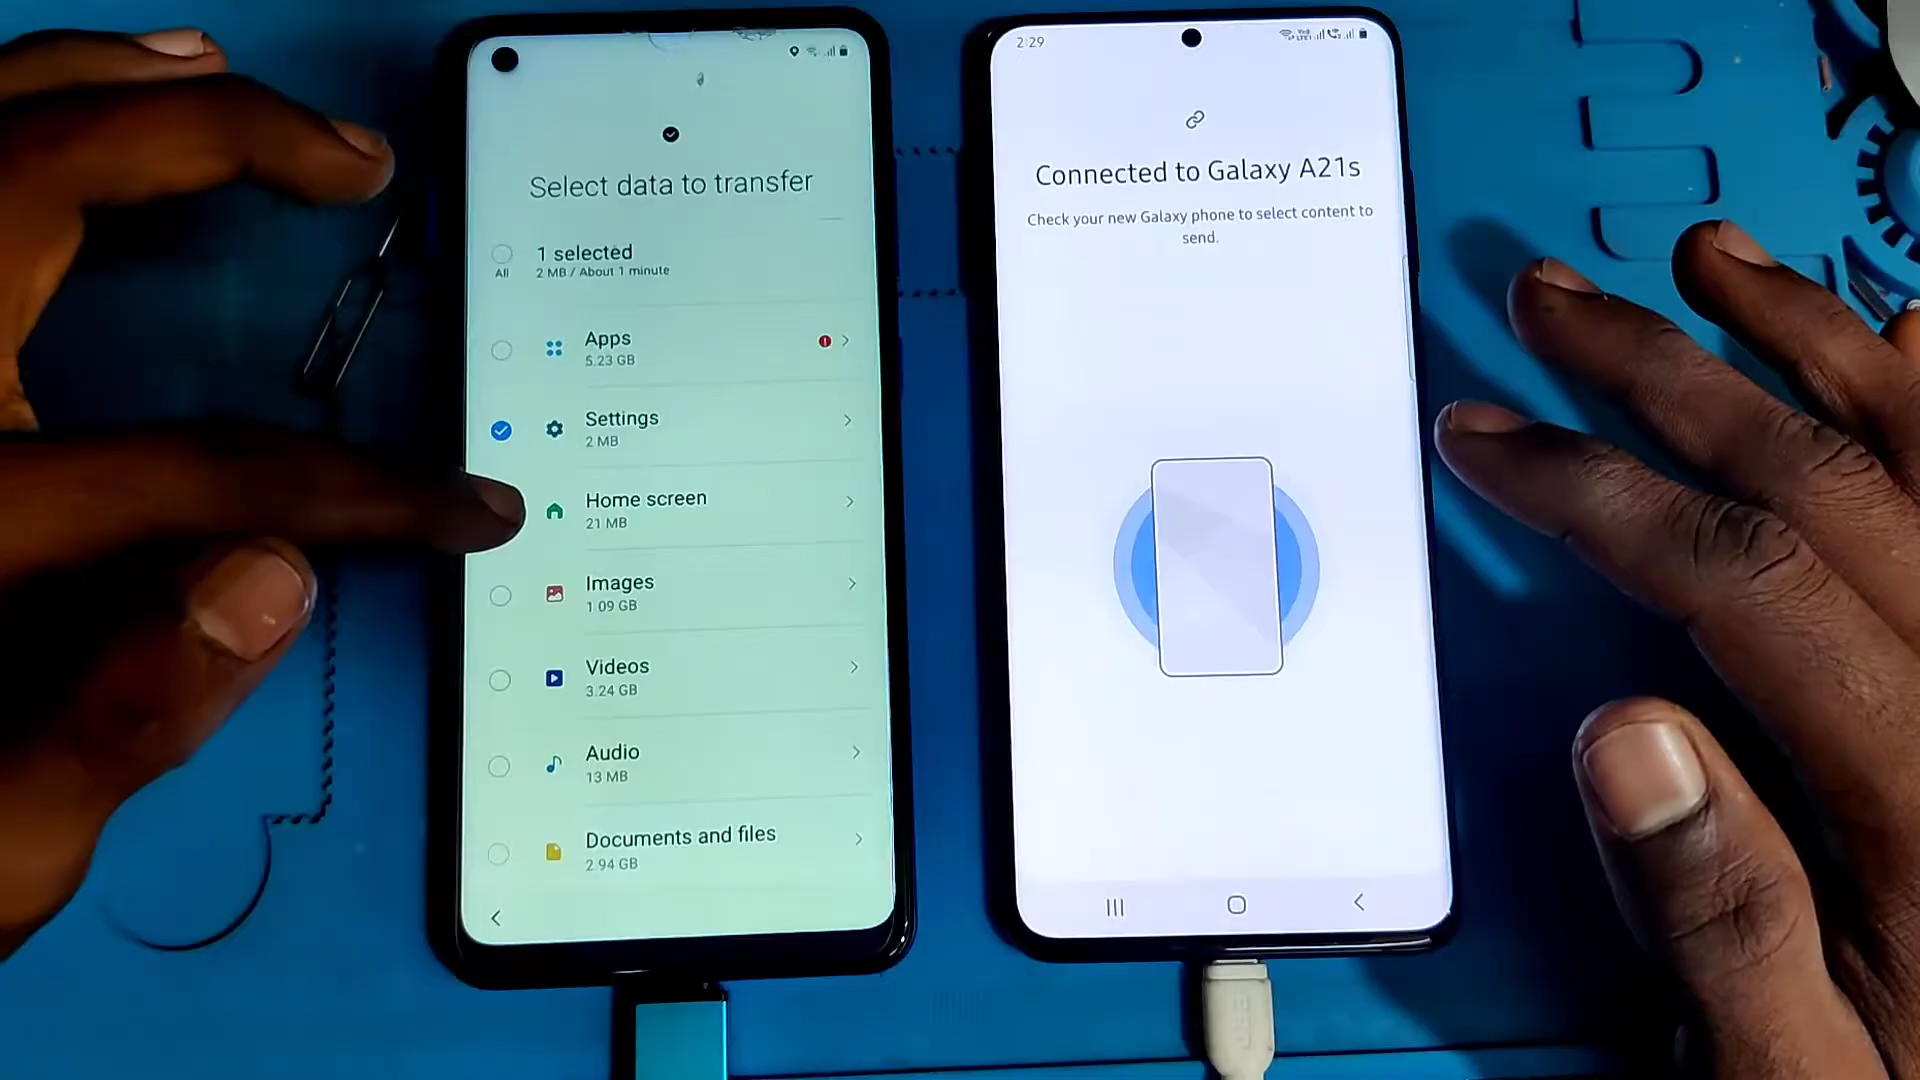 Select data to transfer
1 selected
All
2 MB / About 1 minute
Apps
5.23 GB
Settings
2 MB
Home screen
21 MB
Images
1.09 GB
Videos
3.24 GB
Audio
13 MB
Documents and files
2.94 GB
2:29
Connected to Galaxy A21s
Check your new Galaxy phone to select content to
send.